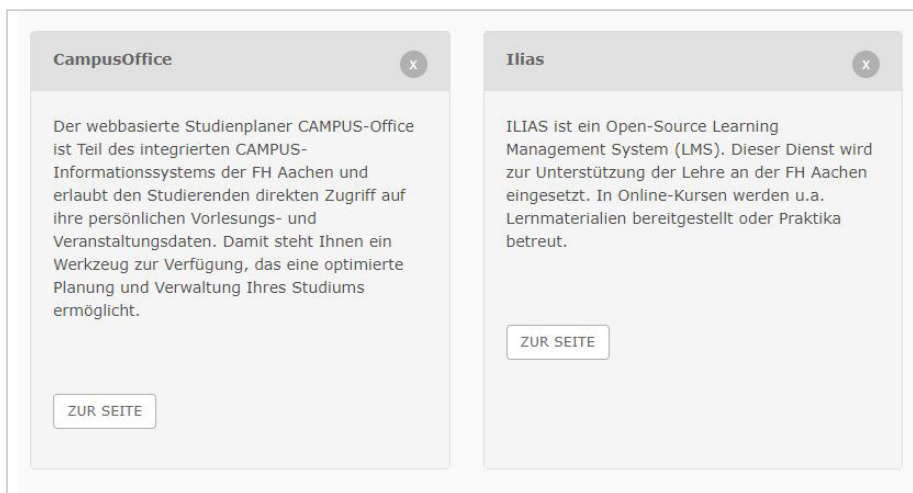 CampusOffice
x
Der webbasierte Studienplaner CAMPUS-Office
ist Teil des integrierten CAMPUS-
Informationssystems der FH Aachen und
erlaubt den Studierenden direkten Zugriff auf
ihre persönlichen Vorlesungs- und
Veranstaltungsdaten. Damit steht Ihnen ein
Werkzeug zur Verfügung, das eine optimierte
Planung und Verwaltung Ihres Studiums
ermöglicht.
ZUR SEITE
Ilias
x
ILIAS ist ein Open-Source Learning
Management System (LMS). Dieser Dienst wird
zur Unterstützung der Lehre an der FH Aachen
eingesetzt. In Online-Kursen werden u.a.
Lernmaterialien bereitgestellt oder Praktika
betreut.
ZUR SEITE